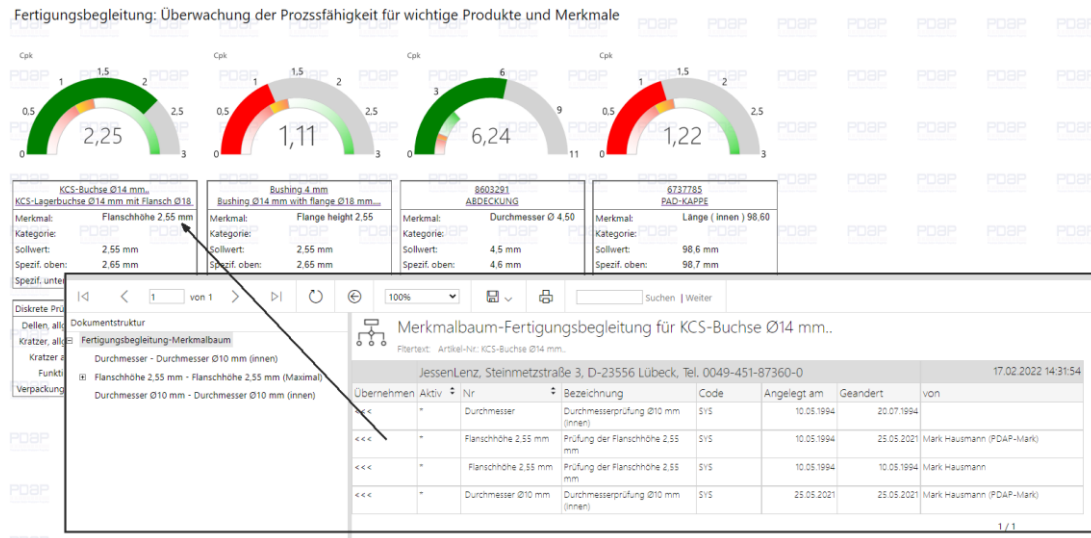 Fertigungsbegleitung: Überwachung der Prozssfähigkeit für wichtige Produkte und Merkmale
Cpk
0 0,5 1 1,5 2 2,5 3
2,25
Cpk
0 0,5 1 1,5 2 2,5 3
1,11
Cpk
0 3 6 9 11
6,24
Cpk
0 0,5 1 1,5 2 2,5 3
1,22
KCS-Buchse Ø14 mm..
KCS-Lagerbuchse Ø14 mm mit Flansch Ø18
Merkmal: Flanschhöhe 2,55 mm
Kategorie:
Sollwert: 2,55 mm
Spezif. oben: 2,65 mm
Spezif. unter
Bushing 4 mm
Bushing Ø14 mm with flange Ø18 mm....
Merkmal: Flange height 2,55
Kategorie:
Sollwert: 2,55 mm
Spezif. oben: 2,65 mm
8603291
ABDECKUNG
Merkmal: Durchmesser Ø 4,50
Kategorie:
Sollwert: 4,5 mm
Spezif. oben: 4,6 mm
6737785
PAD-KAPPE
Merkmal: Länge ( innen ) 98,60
Kategorie:
Sollwert: 98,6 mm
Spezif. oben: 98,7 mm
Diskrete Prü
Dellen, allg
Kratzer, allg
Kratzer a
Funkti
Verpackung
1 von 1 100% Suchen | Weiter
Dokumentstruktur
Fertigungsbegleitung-Merkmalbaum
Durchmesser - Durchmesser Ø10 mm (innen)
Flanschhöhe 2,55 mm - Flanschhöhe 2,55 mm (Maximal)
Durchmesser Ø10 mm - Durchmesser Ø10 mm (innen)
Merkmalbaum-Fertigungsbegleitung für KCS-Buchse Ø14 mm..
Filtertext: Artikel-Nr.: KCS-Buchse Ø14 mm..
JessenLenz, Steinmetzstraße 3, D-23556 Lübeck, Tel. 0049-451-87360-0 17.02.2022 14:31:54
Übernehmen Aktiv Nr Bezeichnung Code Angelegt am Geändert von
<<< * Durchmesser Durchmesserprüfung Ø10 mm (innen) SYS 10.05.1994 20.07.1994
<<< * Flanschhöhe 2,55 mm Prüfung der Flanschhöhe 2,55 mm SYS 10.05.1994 25.05.2021 Mark Hausmann (PDAP-Mark)
<<< * Flanschhöhe 2,55 mm Prüfung der Flanschhöhe 2,55 mm SYS 10.05.1994 10.05.1994 Mark Hausmann
<<< * Durchmesser Ø10 mm Durchmesserprüfung Ø10 mm (innen) SYS 25.05.2021 25.05.2021 Mark Hausmann (PDAP-Mark)
1 / 1
PDAP